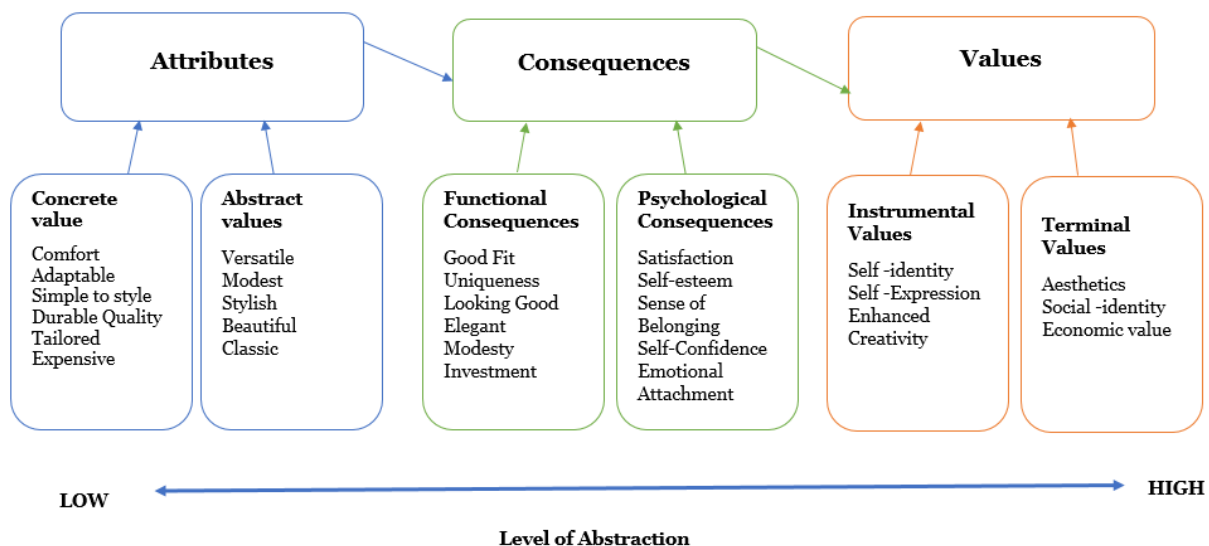 Attributes
Consequences
Values
Concrete
value
Comfort
Adaptable
Simple to style
Durable Quality
Tailored
Expensive
Abstract
values
Versatile
Modest
Stylish
Beautiful
Classic
Functional
Consequences
Good Fit
Uniqueness
Looking Good
Elegant
Modesty
Investment
Psychological
Consequences
Satisfaction
Self-esteem
Sense of
Belonging
Self-Confidence
Emotional
Attachment
Instrumental
Values
Self -identity
Self -Expression
Enhanced
Creativity
Terminal
Values
Aesthetics
Social -identity
Economic value
LOW
HIGH
Level of Abstraction